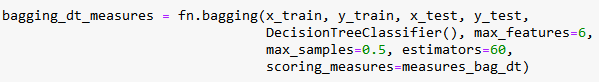 bagging_dt_measures = fn.bagging(x_train, y_train, x_test, y_test,
DecisionTreeClassifier(), max_features=6,
max_samples=0.5, estimators=60,
scoring_measures=measures_bag_dt)